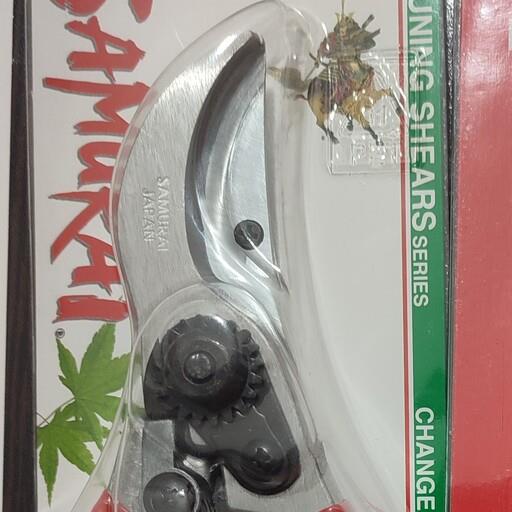 SAMURAI®
SAMURAI
JAPAN
UNING SHEARS SERIES
CHANGE